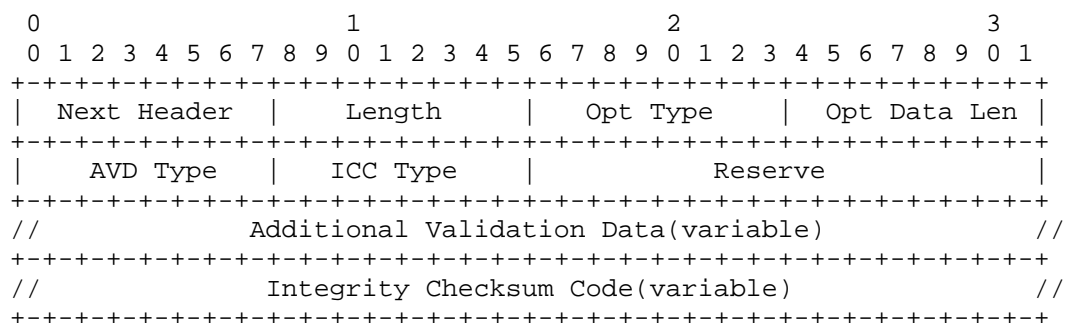 0                   1                   2                   3
 0 1 2 3 4 5 6 7 8 9 0 1 2 3 4 5 6 7 8 9 0 1 2 3 4 5 6 7 8 9 0 1
+-+-+-+-+-+-+-+-+-+-+-+-+-+-+-+-+-+-+-+-+-+-+-+-+-+-+-+-+-+-+-+-+
|  Next Header  |    Length     |   Opt Type    |  Opt Data Len |
+-+-+-+-+-+-+-+-+-+-+-+-+-+-+-+-+-+-+-+-+-+-+-+-+-+-+-+-+-+-+-+-+
|    AVD Type   |   ICC Type    |            Reserve            |
+-+-+-+-+-+-+-+-+-+-+-+-+-+-+-+-+-+-+-+-+-+-+-+-+-+-+-+-+-+-+-+-+
//             Additional Validation Data(variable)             //
+-+-+-+-+-+-+-+-+-+-+-+-+-+-+-+-+-+-+-+-+-+-+-+-+-+-+-+-+-+-+-+-+
//              Integrity Checksum Code(variable)               //
+-+-+-+-+-+-+-+-+-+-+-+-+-+-+-+-+-+-+-+-+-+-+-+-+-+-+-+-+-+-+-+-+